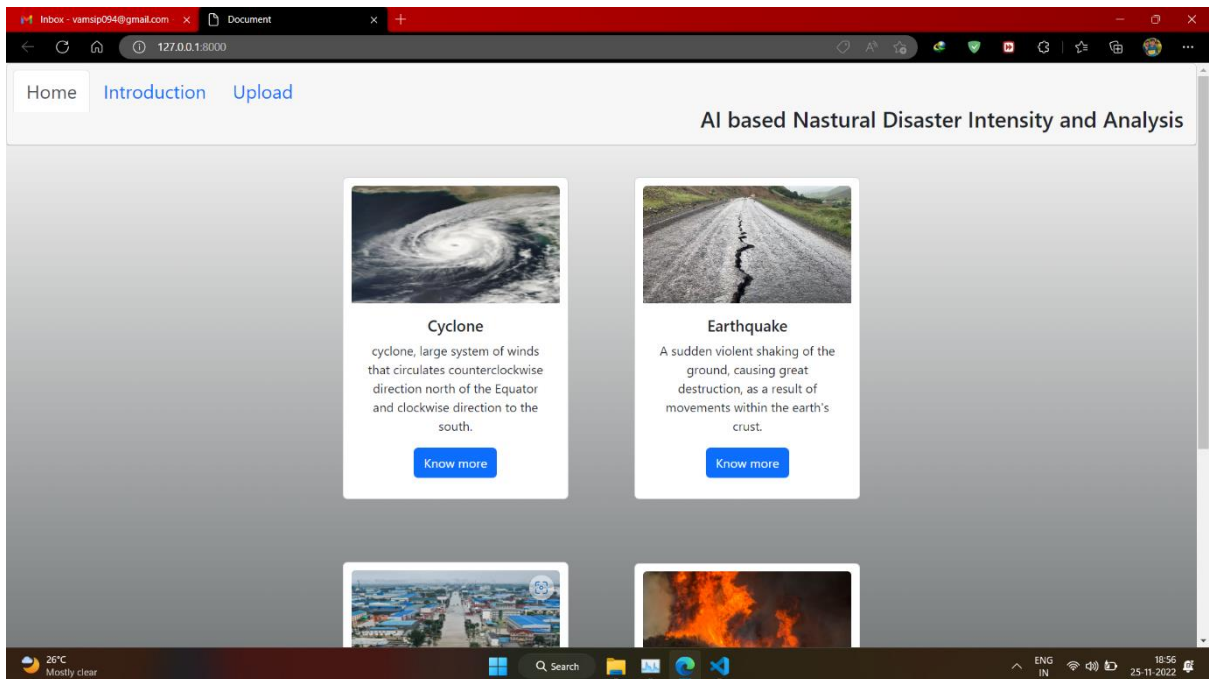 Inbox - vamsip094@gmail.com
Document
127.0.0.1:8000
Home Introduction Upload
AI based Nastural Disaster Intensity and Analysis
Cyclone
cyclone, large system of winds
that circulates counterclockwise
direction north of the Equator
and clockwise direction to the
south.
Know more
Earthquake
A sudden violent shaking of the
ground, causing great
destruction, as a result of
movements within the earth's
crust.
Know more
26°C
Mostly clear
Search
ENG
IN
18:56
25-11-2022